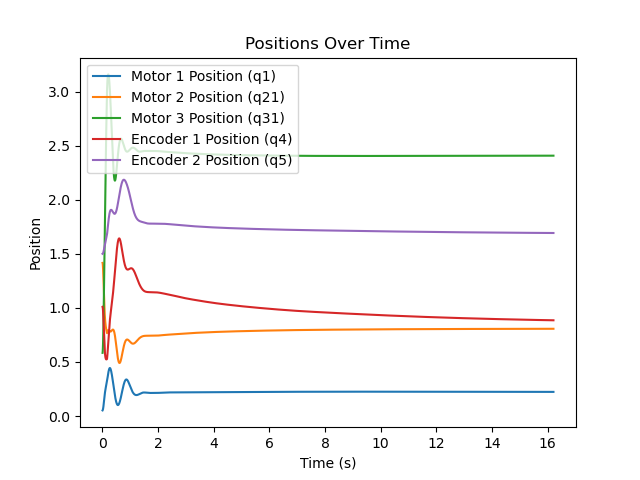 Positions Over Time
Motor 1 Position (q1)
Motor 2 Position (q21)
Motor 3 Position (q31)
Encoder 1 Position (q4)
Encoder 2 Position (q5)
Position
3.0
2.5
2.0
1.5
1.0
0.5
0.0
0 2 4 6 8 10 12 14 16
Time (s)